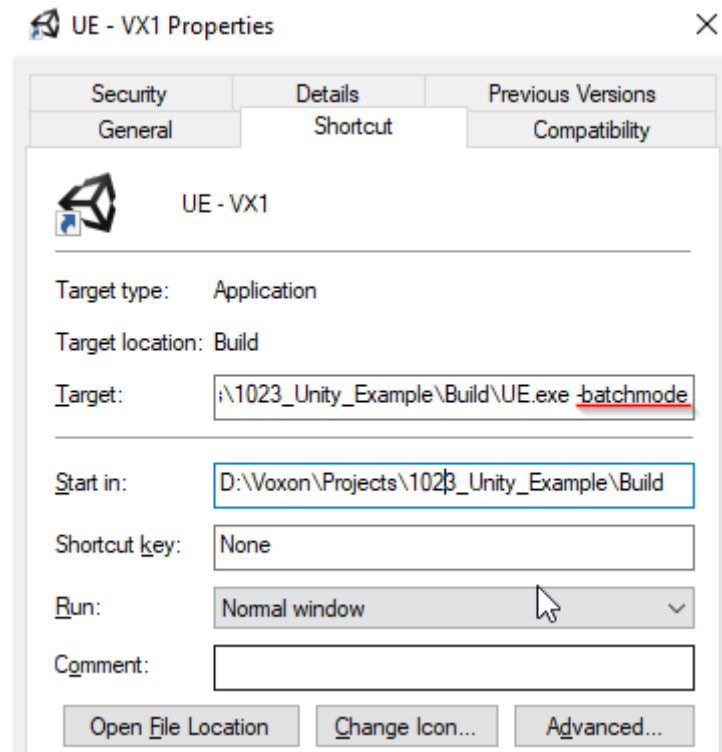 UE - VX1 Properties
Security Details Previous Versions
General Shortcut Compatibility
UE - VX1
Target type: Application
Target location: Build
Target: :\1023_Unity_Example\Build\UE.exe -batchmode
Start in: D:\Voxon\Projects\1023_Unity_Example\Build
Shortcut key: None
Run: Normal window
Comment:
Open File Location Change Icon... Advanced...